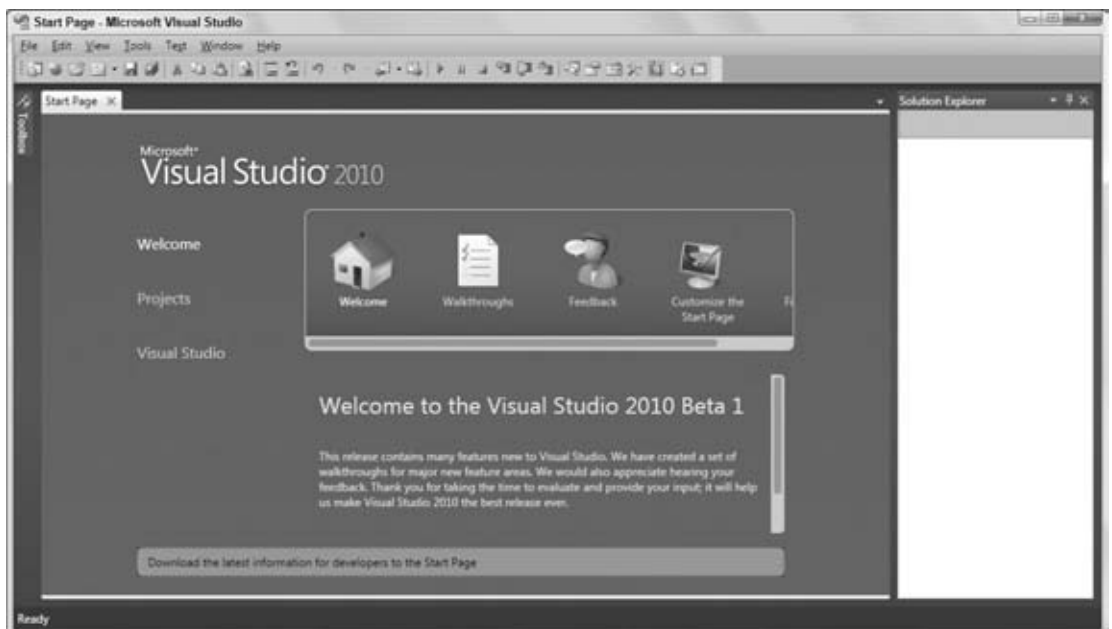 Start Page - Microsoft Visual Studio
File Edit View Tools Test Window Help
Toolbox
Start Page
Solution Explorer
Microsoft
Visual Studio 2010
Welcome
Projects
Visual Studio
Welcome
Walkthroughs
Feedback
Customize the
Start Page
Welcome to the Visual Studio 2010 Beta 1
This release contains many features new to Visual Studio. We have created a set of
walkthroughs for major new feature areas. We would also appreciate hearing your
feedback. Thank you for taking the time to evaluate and provide your input; it will help
us make Visual Studio 2010 the best release ever.
Download the latest information for developers to the Start Page
Ready